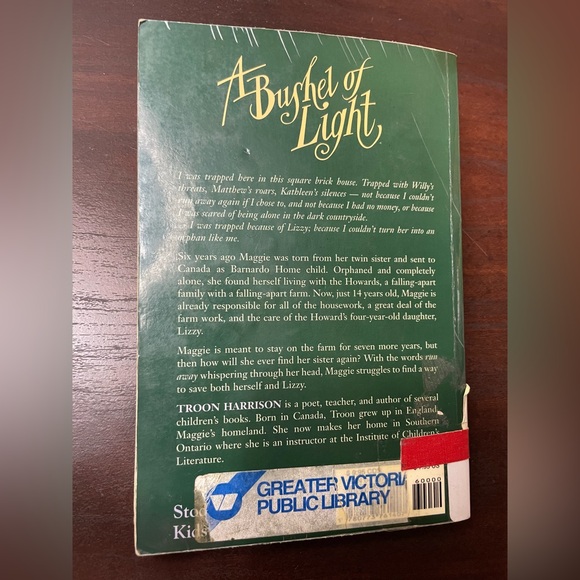 A Bushel of
Light
I was trapped here in this square brick house. Trapped with Willy's
threats, Matthew's roars, Kathleen's silences — not because I couldn't
run away again if I chose to, and not because I had no money, or because
I was scared of being alone in the dark countryside.
I was trapped because of Lizzy; because I couldn't turn her into an
orphan like me.
Six years ago Maggie was torn from her twin sister and sent to
Canada as Barnardo Home child. Orphaned and completely
alone, she found herself living with the Howards, a falling-apart
family with a falling-apart farm. Now, just 14 years old, Maggie is
already responsible for all of the housework, a great deal of the
farm work, and the care of the Howard's four-year-old daughter,
Lizzy.
Maggie is meant to stay on the farm for seven more years, but
then how will she ever find her sister again? With the words run
away whispering through her head, Maggie struggles to find a way
to save both herself and Lizzy.
TROON HARRISON is a poet, teacher, and author of several
children's books. Born in Canada, Troon grew up in England,
Maggie's homeland. She now makes her home in Southern
Ontario where she is an instructor at the Institute of Children's
Literature.
GREATER VICTORIA
PUBLIC LIBRARY
60000
Kids